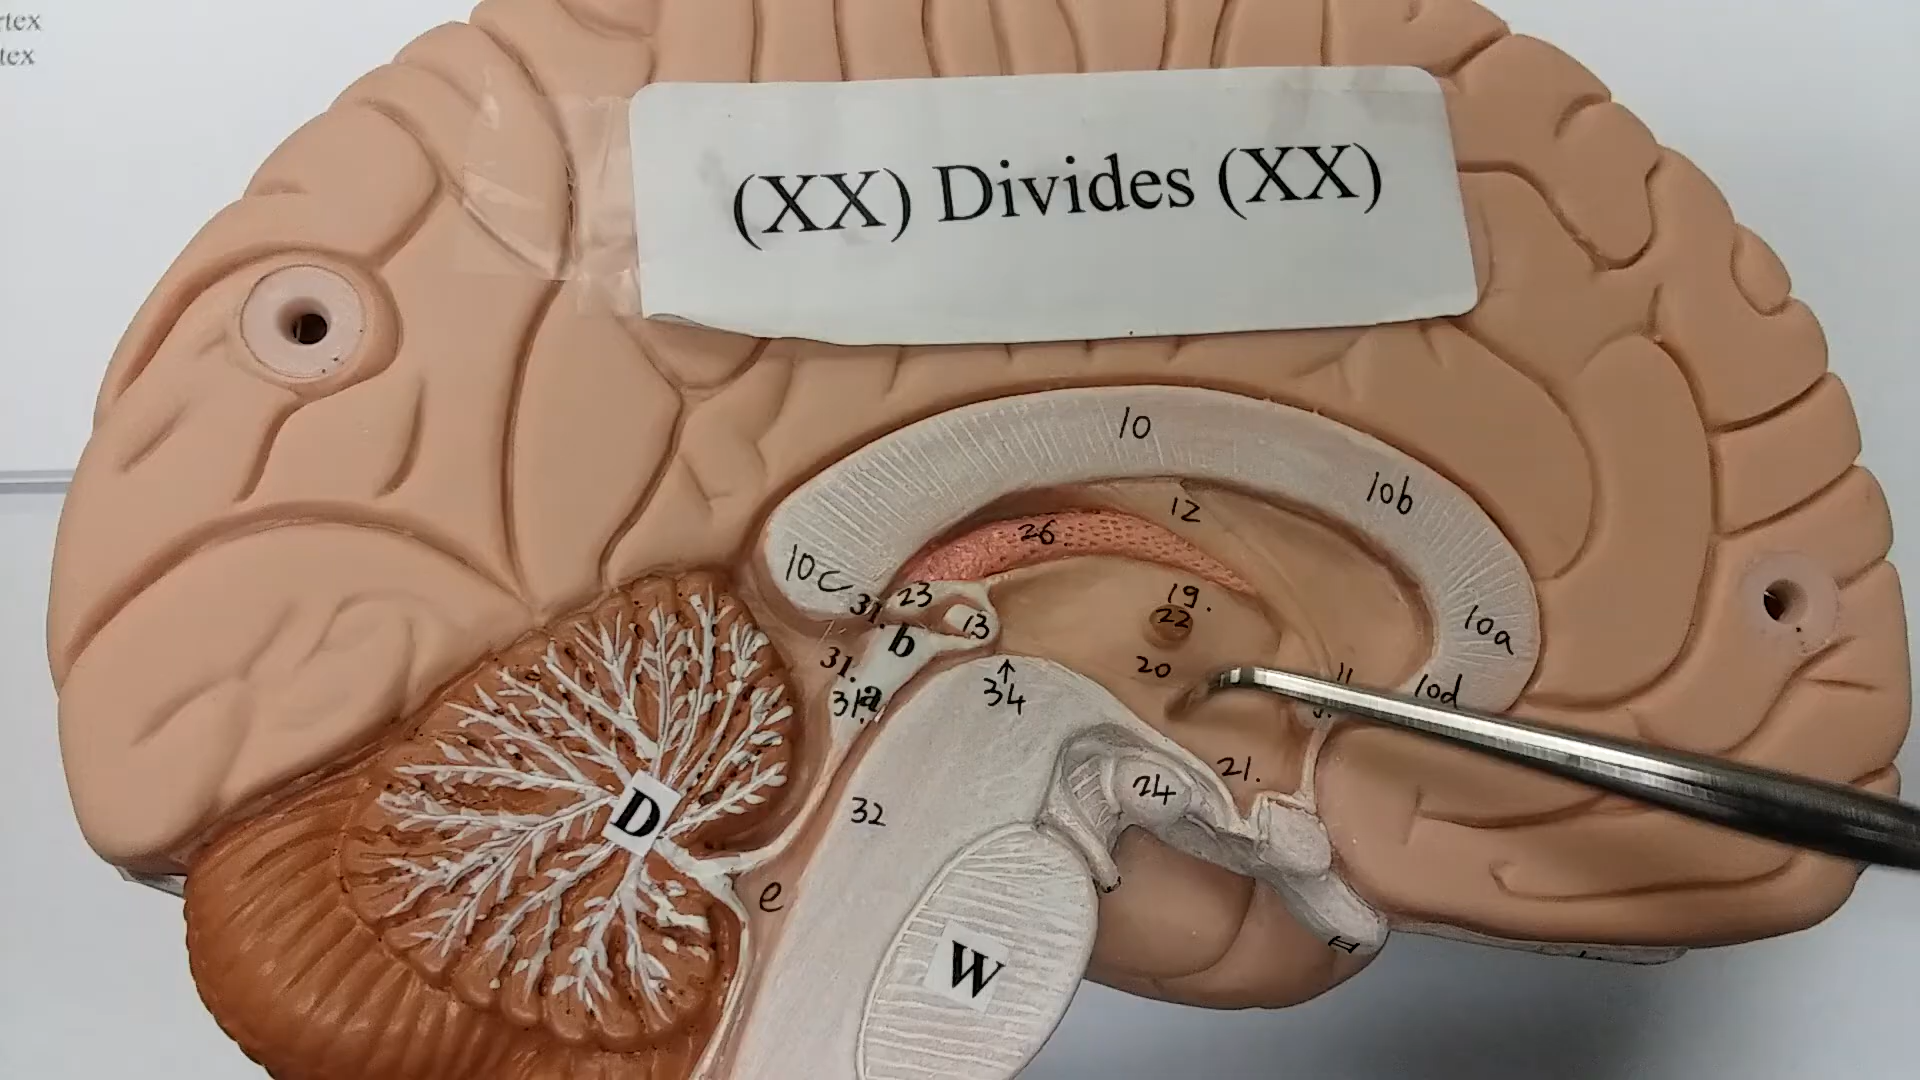 rtex
tex
(XX) Divides (XX)
10
10b
12
26.
10c
23
19.
31.
22
13
b
10a
31.
20
11
34
10d
31.
a
21.
24
D
32
e
W
II